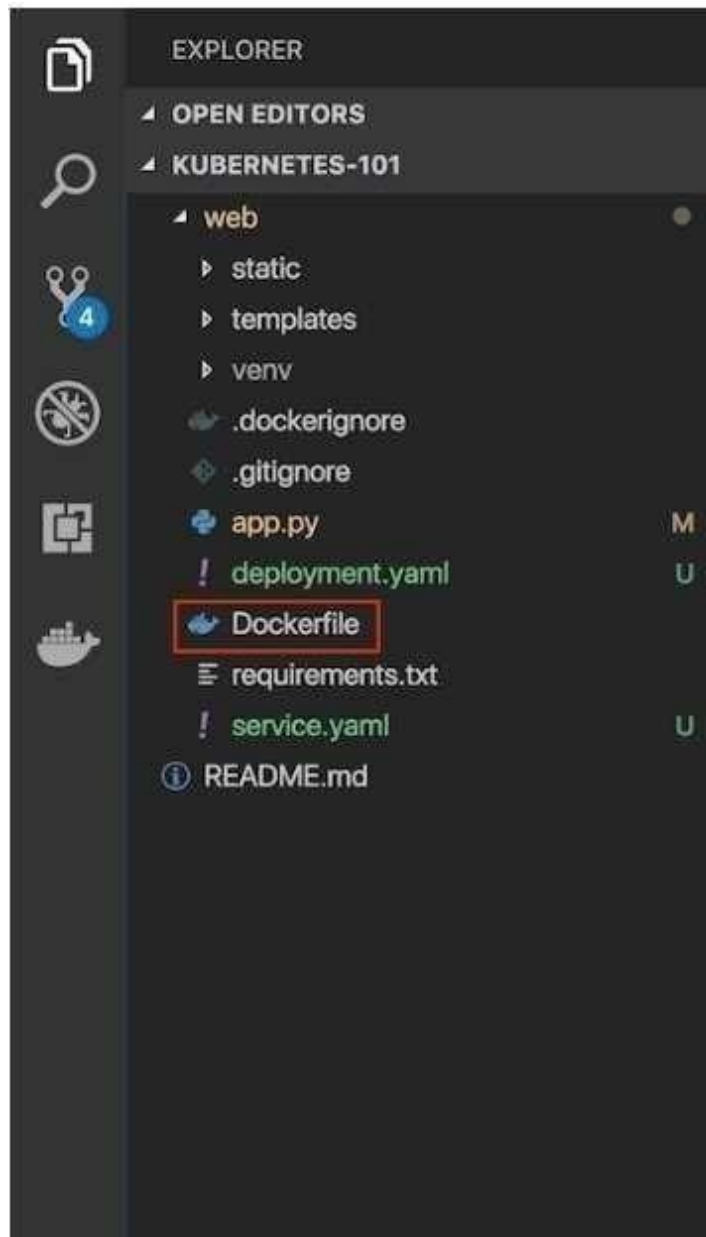 EXPLORER
OPEN EDITORS
KUBERNETES-101
web
static
templates
venv
.dockerignore
.gitignore
app.py M
deployment.yaml U
Dockerfile
requirements.txt
service.yaml U
README.md
4